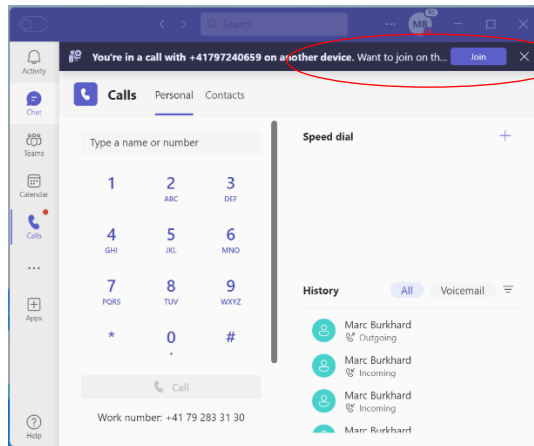 Search
...
MB
You're in a call with +41797240659 on another device. Want to join on th... Join
Activity
Chat
Teams
Calendar
Calls
...
Apps
Help
Calls Personal Contacts
Type a name or number
1 2 3
ABC DEF
4 5 6
GHI JKL MNO
7 8 9
PQRS TUV WXYZ
* 0 #
+
Call
Work number: +41 79 283 31 30
Speed dial +
History All Voicemail
Marc Burkhard
Outgoing
Marc Burkhard
Incoming
Marc Burkhard
Incoming
Marc Burkhard